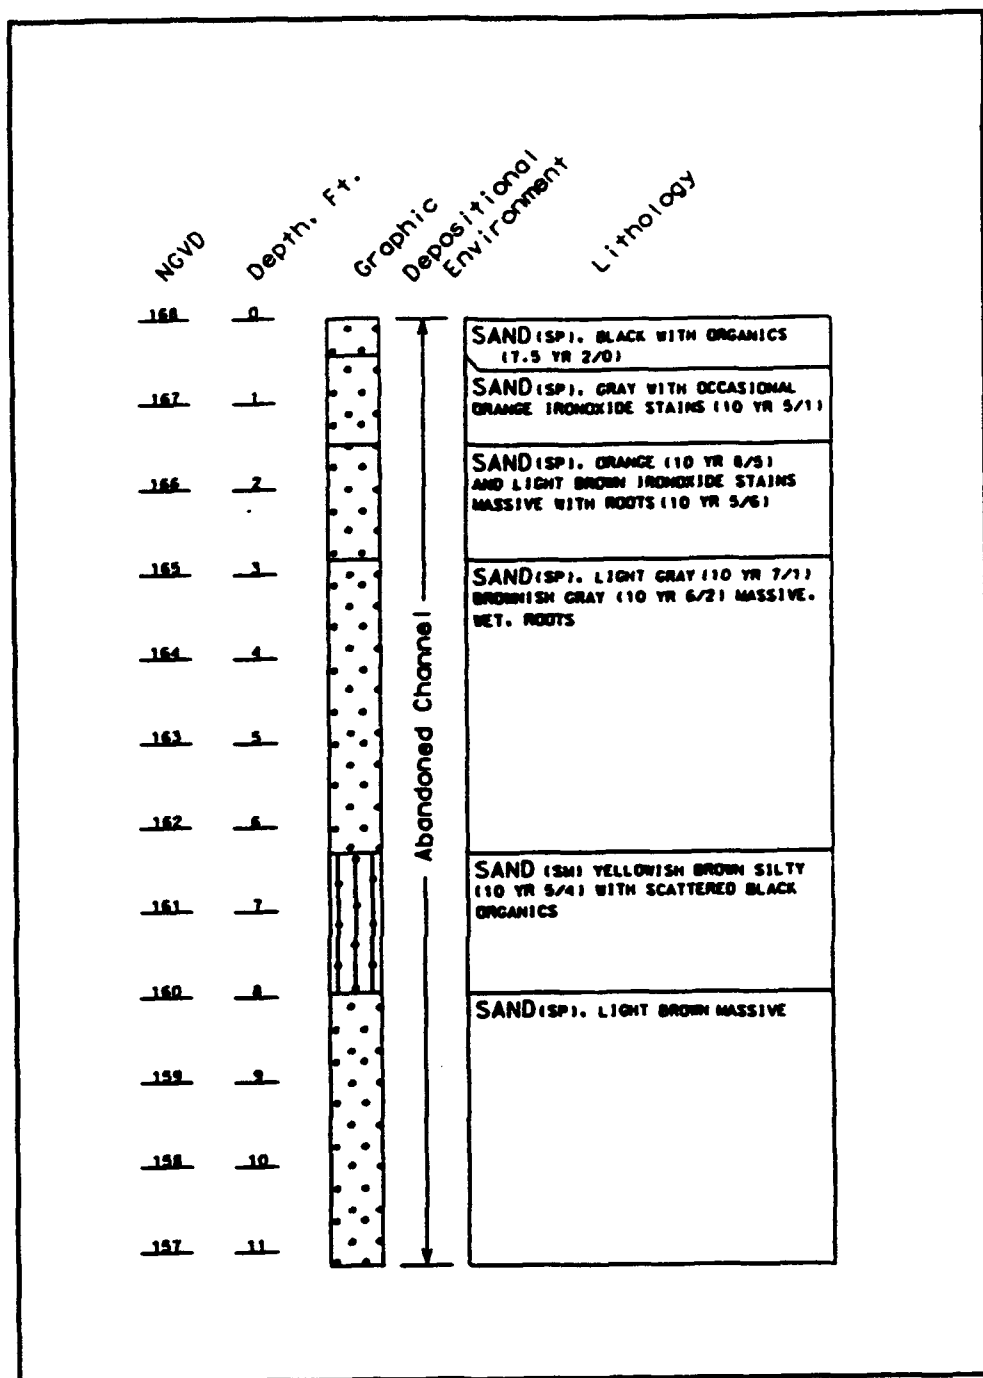 NGVD
Depth, Ft.
Graphic
Depositional
Environment
Lithology
168 0
167 1
166 2
165 3
164 4
163 5
162 6
161 7
160 8
159 9
158 10
157 11
Abandoned Channel
SAND (SP). BLACK WITH ORGANICS
(7.5 YR 2/0)
SAND (SP). GRAY WITH OCCASIONAL
ORANGE IRONOXIDE STAINS (10 YR 5/1)
SAND (SP). ORANGE (10 YR 6/5)
AND LIGHT BROWN IRONOXIDE STAINS
MASSIVE WITH ROOTS (10 YR 5/6)
SAND (SP). LIGHT GRAY (10 YR 7/1)
BROWNISH GRAY (10 YR 6/2) MASSIVE.
WET. ROOTS
SAND (SM) YELLOWISH BROWN SILTY
(10 YR 5/4) WITH SCATTERED BLACK
ORGANICS
SAND (SP). LIGHT BROWN MASSIVE